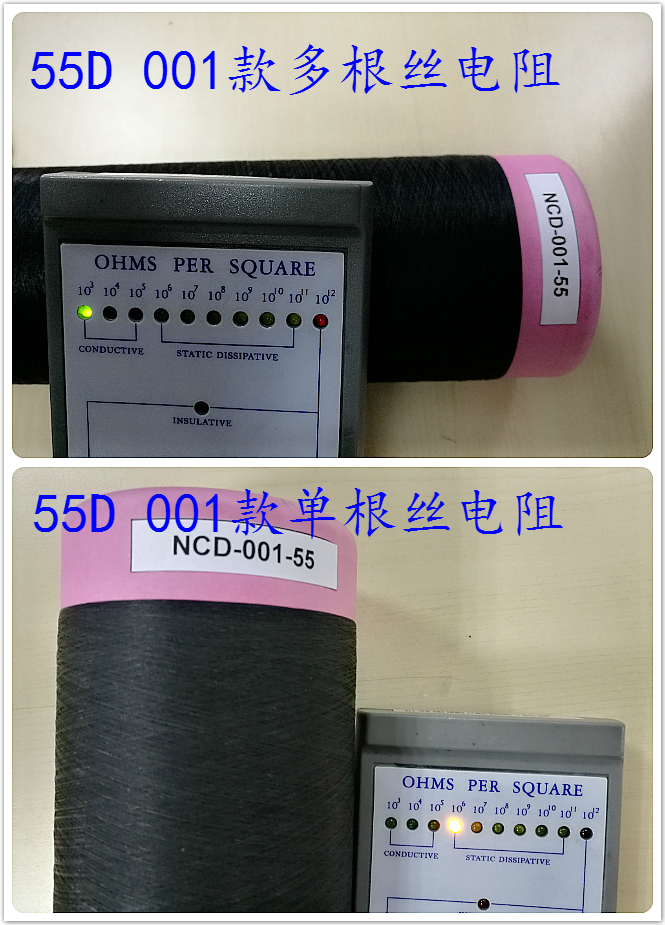 55D 001款多根丝电阻
NCD-001-55
OHMS PER SQUARE
10³ 10⁴ 10⁵ 10⁶ 10⁷ 10⁸ 10⁹ 10¹⁰ 10¹¹ 10¹²
CONDUCTIVE STATIC DISSIPATIVE
INSULATIVE
55D 001款单根丝电阻
NCD-001-55
OHMS PER SQUARE
10³ 10⁴ 10⁵ 10⁶ 10⁷ 10⁸ 10⁹ 10¹⁰ 10¹¹ 10¹²
CONDUCTIVE STATIC DISSIPATIVE